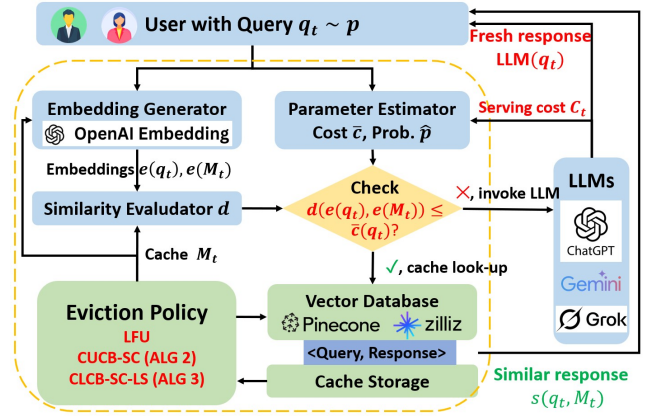 User with Query q_t ~ p
Fresh response
LLM(q_t)
Embedding Generator
OpenAI Embedding
Parameter Estimator
Cost c̄, Prob. p̂
Serving cost C_t
Embeddings e(q_t), e(M_t)
Similarity Evaludator d
Check
d(e(q_t), e(M_t)) ≤
c̄(q_t)?
✕, invoke LLM
LLMs
ChatGPT
Gemini
Grok
Cache M_t
✓, cache look-up
Eviction Policy
LFU
CUCB-SC (ALG 2)
CLCB-SC-LS (ALG 3)
Vector Database
Pinecone
zilliz
<Query, Response>
Cache Storage
Similar response
s(q_t, M_t)